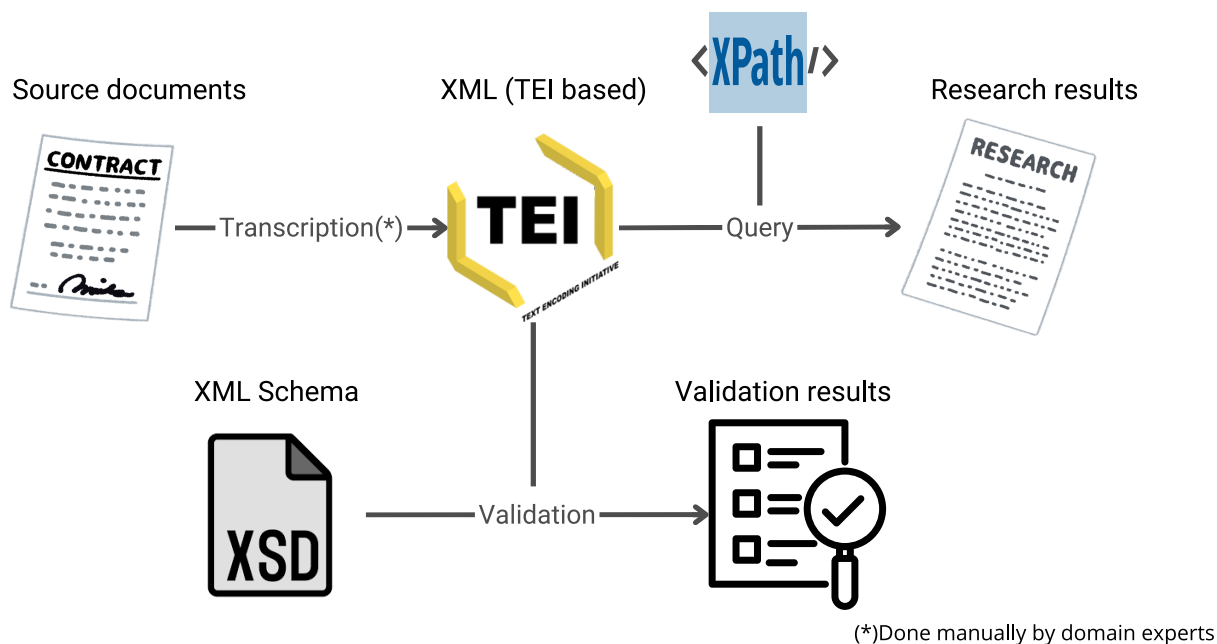 <XPath/>
Source documents
XML (TEI based)
Research results
CONTRACT
RESEARCH
TEI
Transcription(*)
Query
TEXT ENCODING INITIATIVE
XML Schema
Validation results
XSD
Validation
(*)Done manually by domain experts